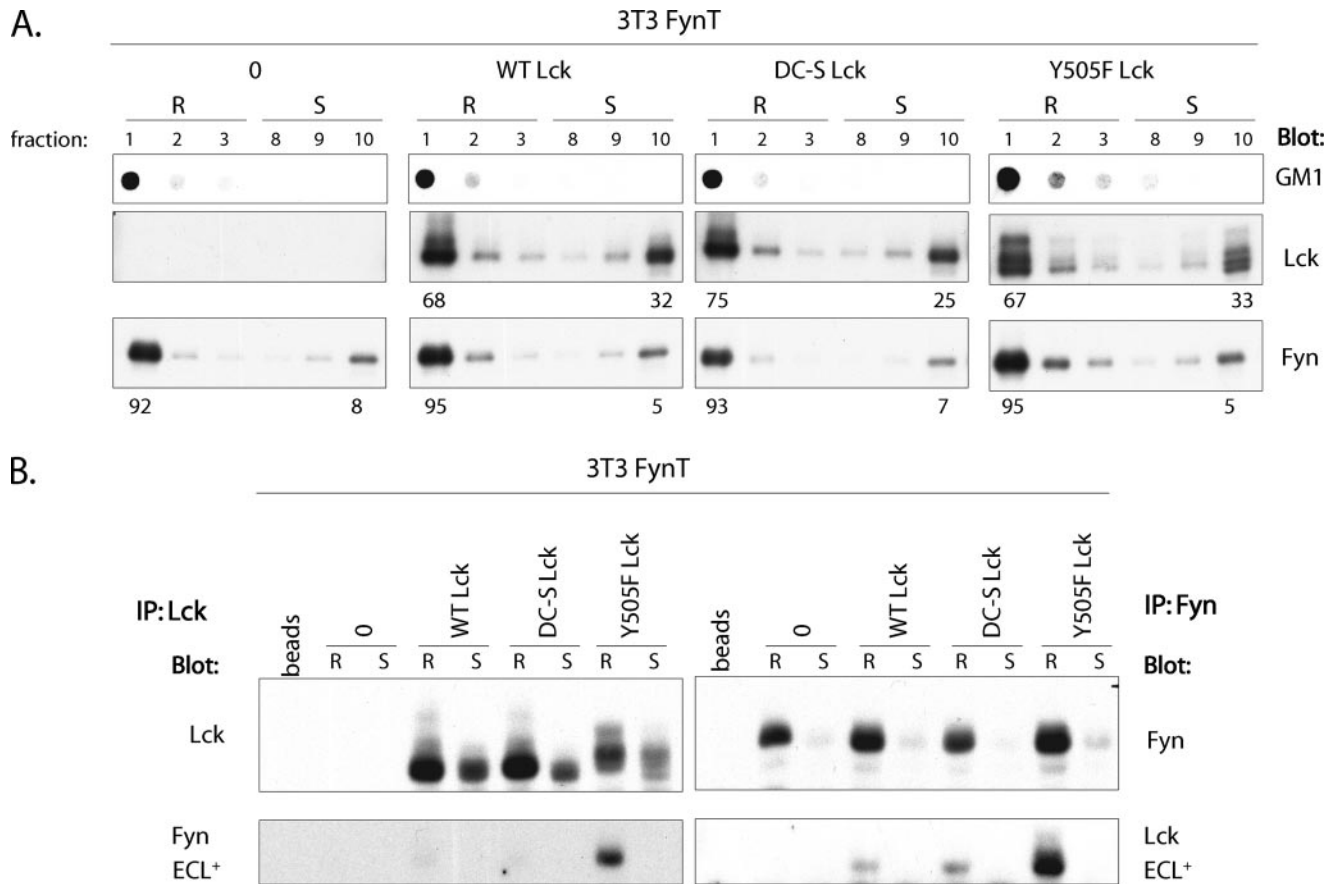 A.
3T3 FynT
0 WT Lck DC-S Lck Y505F Lck
R S R S R S R S
fraction: 1 2 3 8 9 10 1 2 3 8 9 10 1 2 3 8 9 10 1 2 3 8 9 10 Blot:
GM1
Lck
68 32 75 25 67 33
Fyn
92 8 95 5 93 7 95 5
B.
3T3 FynT
IP: Lck
beads 0 WT Lck DC-S Lck Y505F Lck
beads 0 WT Lck DC-S Lck Y505F Lck
IP: Fyn
Blot: R S R S R S R S R S R S R S R S Blot:
Lck Fyn
Fyn Lck
ECL+ ECL+